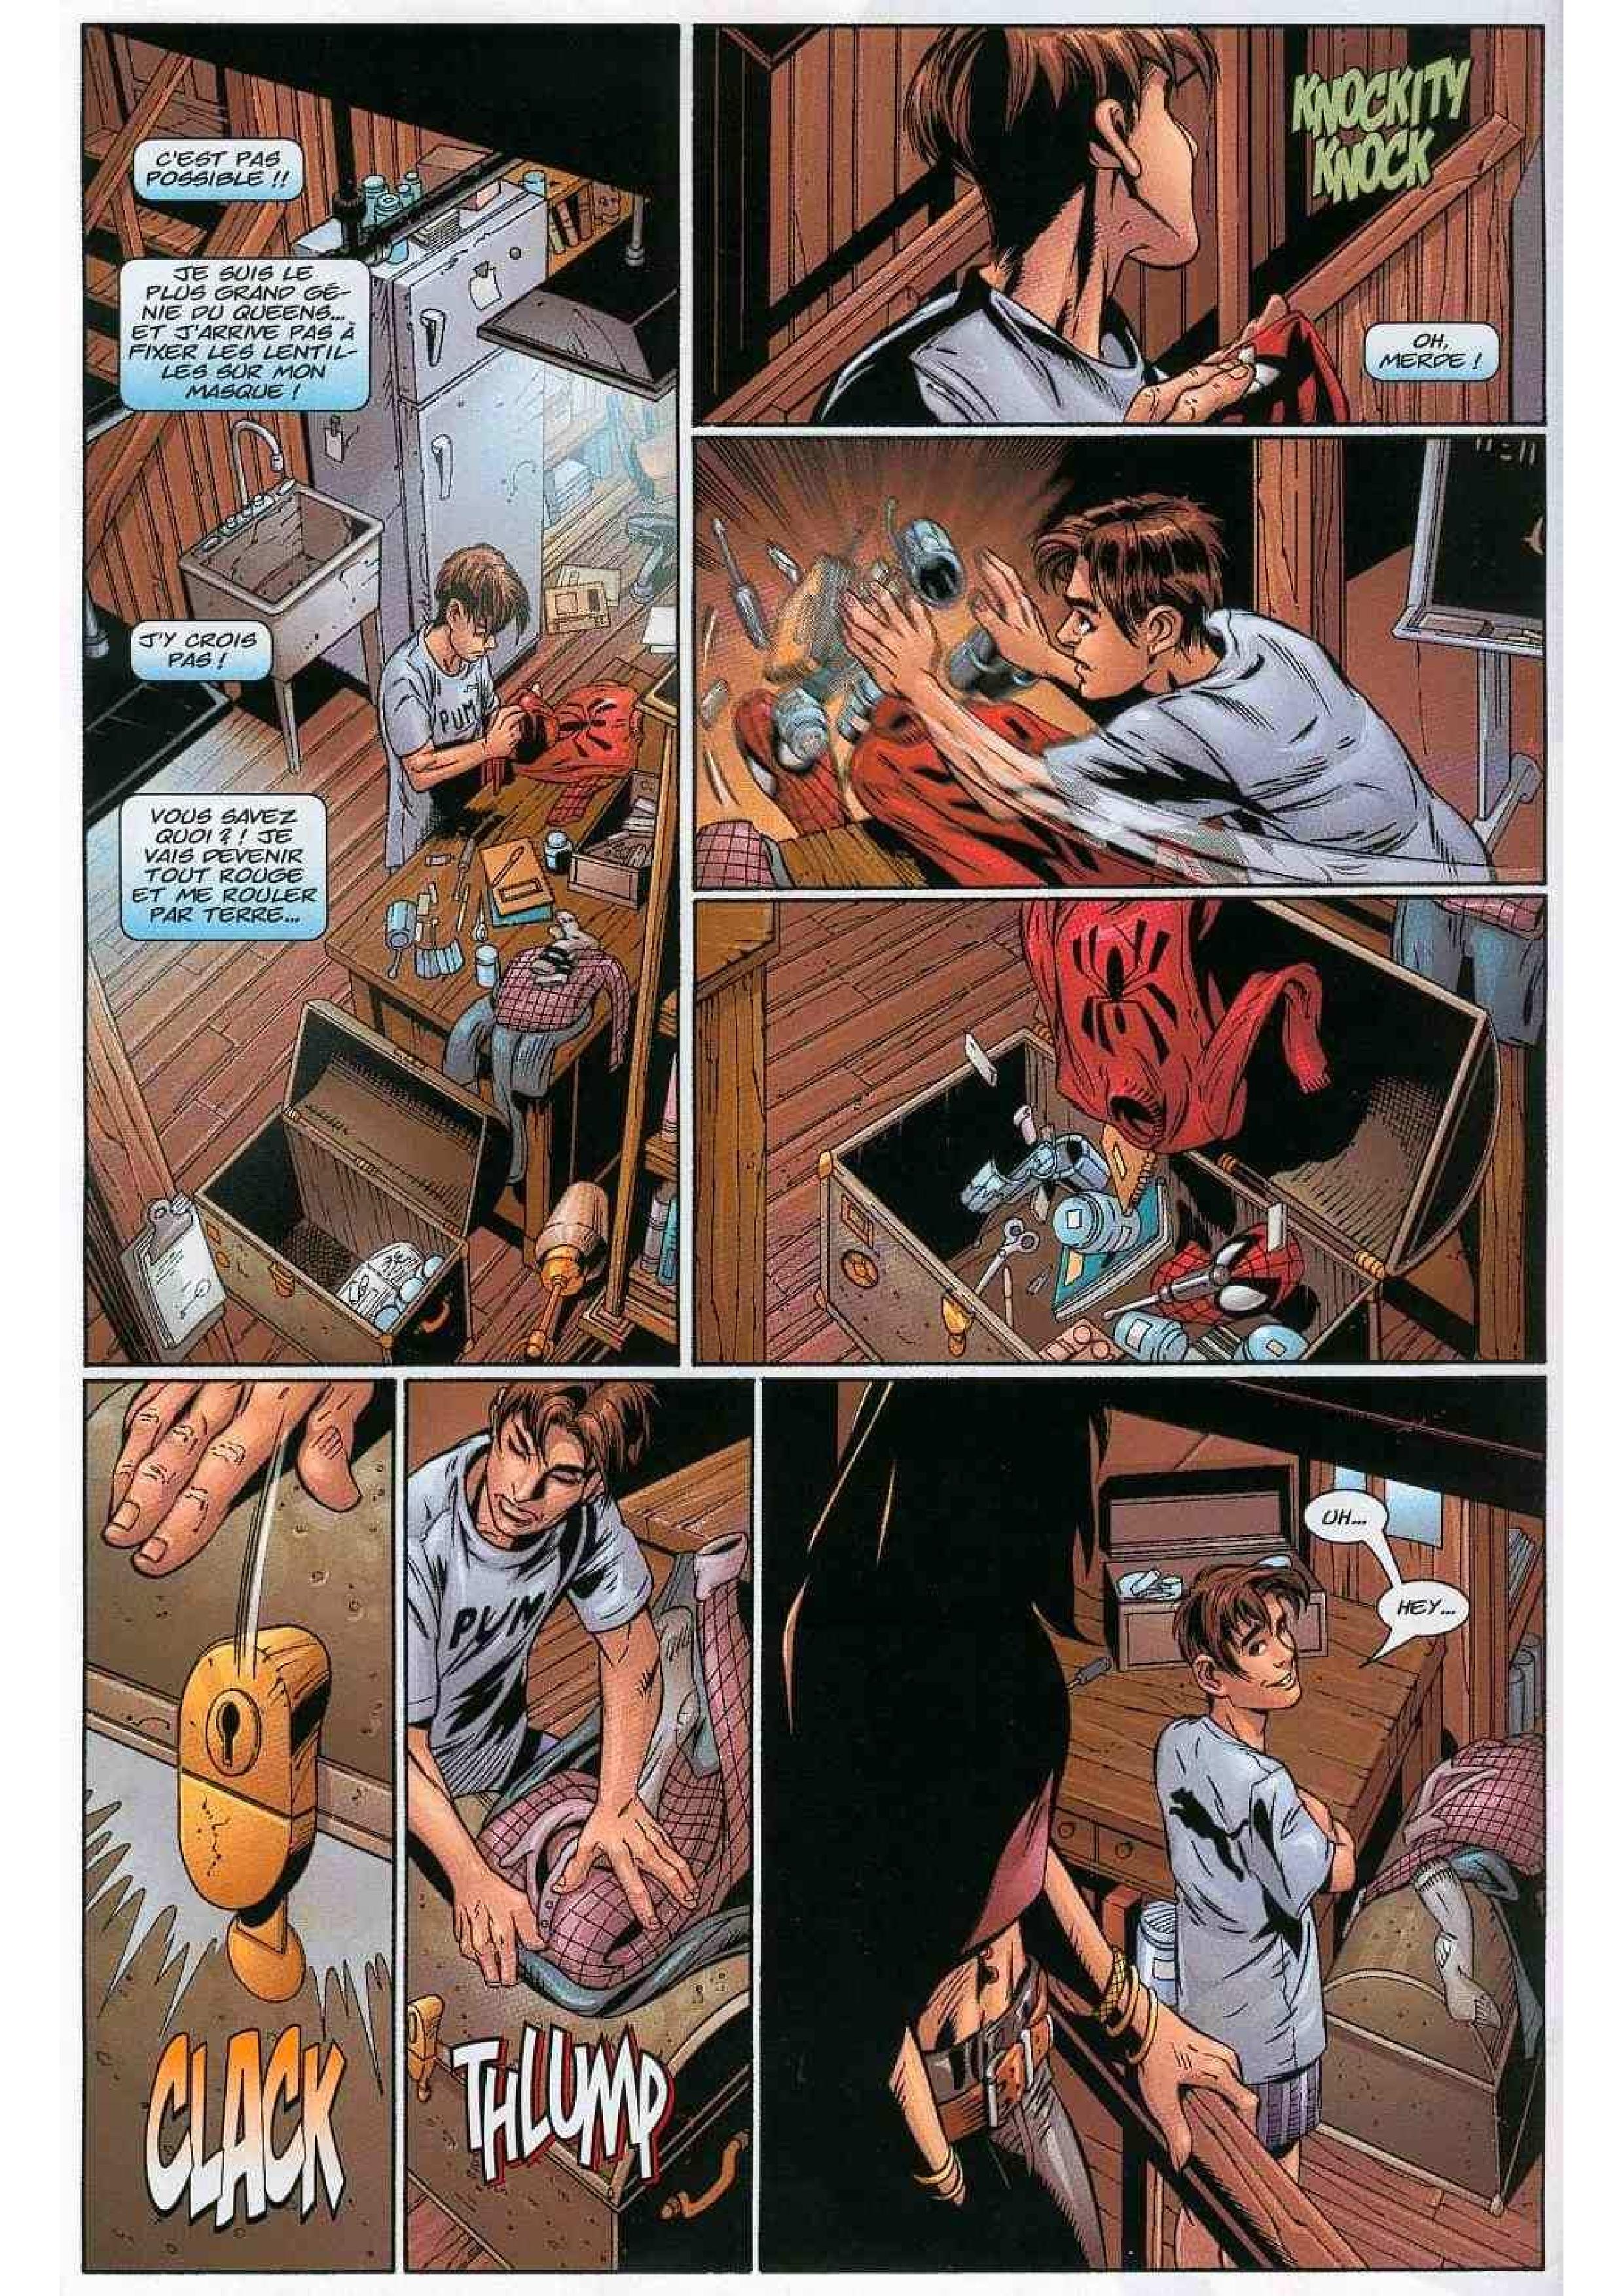 C'EST PAS
POSSIBLE !!
JE SUIS LE
PLUS GRAND GÉ-
NIE DU QUEENS...
ET J'ARRIVE PAS À
FIXER LES LENTIL-
LES SUR MON
MASQUE !
J'Y CROIS
PAS !
PUM
VOUS SAVEZ
QUOI ? ! JE
VAIS DEVENIR
TOUT ROUGE
ET ME ROULER
PAR TERRE...
KNOCKITY
KNOCK
OH,
MERDE !
CLACK
PUM
THLUMP
UH...
HEY...